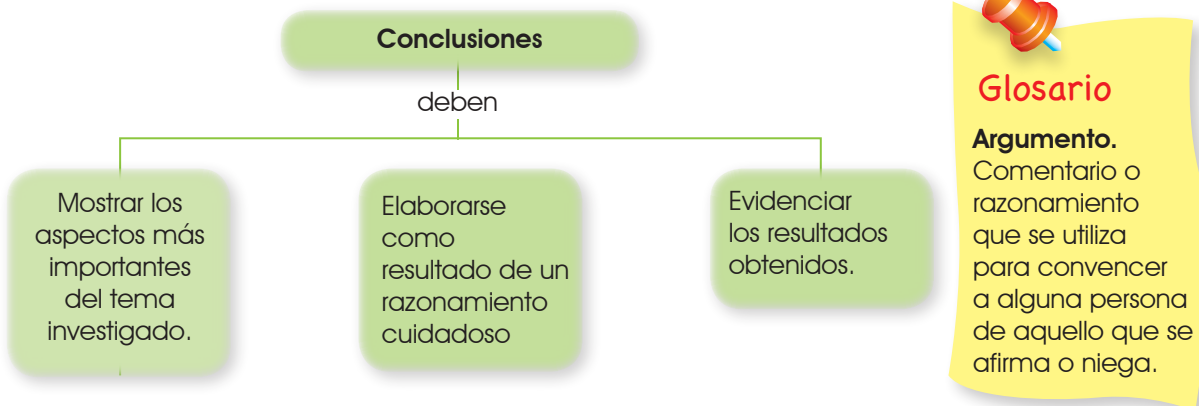 Conclusiones
deben
Mostrar los
aspectos más
importantes
del tema
investigado.
Elaborarse
como
resultado de un
razonamiento
cuidadoso
Evidenciar
los resultados
obtenidos.
Glosario
Argumento.
Comentario o
razonamiento
que se utiliza
para convencer
a alguna persona
de aquello que se
afirma o niega.